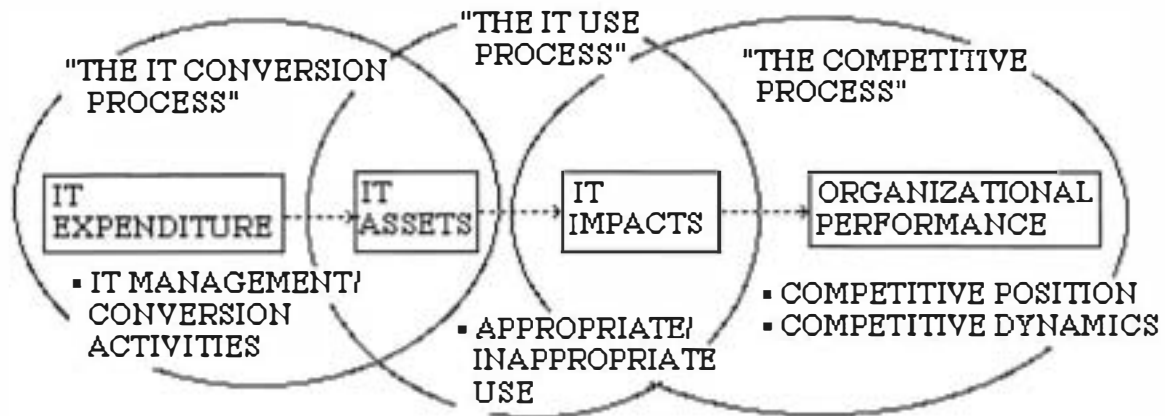 "THE IT USE
PROCESS"
"THE IT CONVERSION
PROCESS"
"THE COMPETITIVE
PROCESS"
IT
EXPENDITURE
IT
ASSETS
IT
IMPACTS
ORGANIZATIONAL
PERFORMANCE
▪ IT MANAGEMENT/
CONVERSION
ACTIVITIES
▪ APPROPRIATE/
INAPPROPRIATE
USE
▪ COMPETITIVE POSITION
▪ COMPETITIVE DYNAMICS